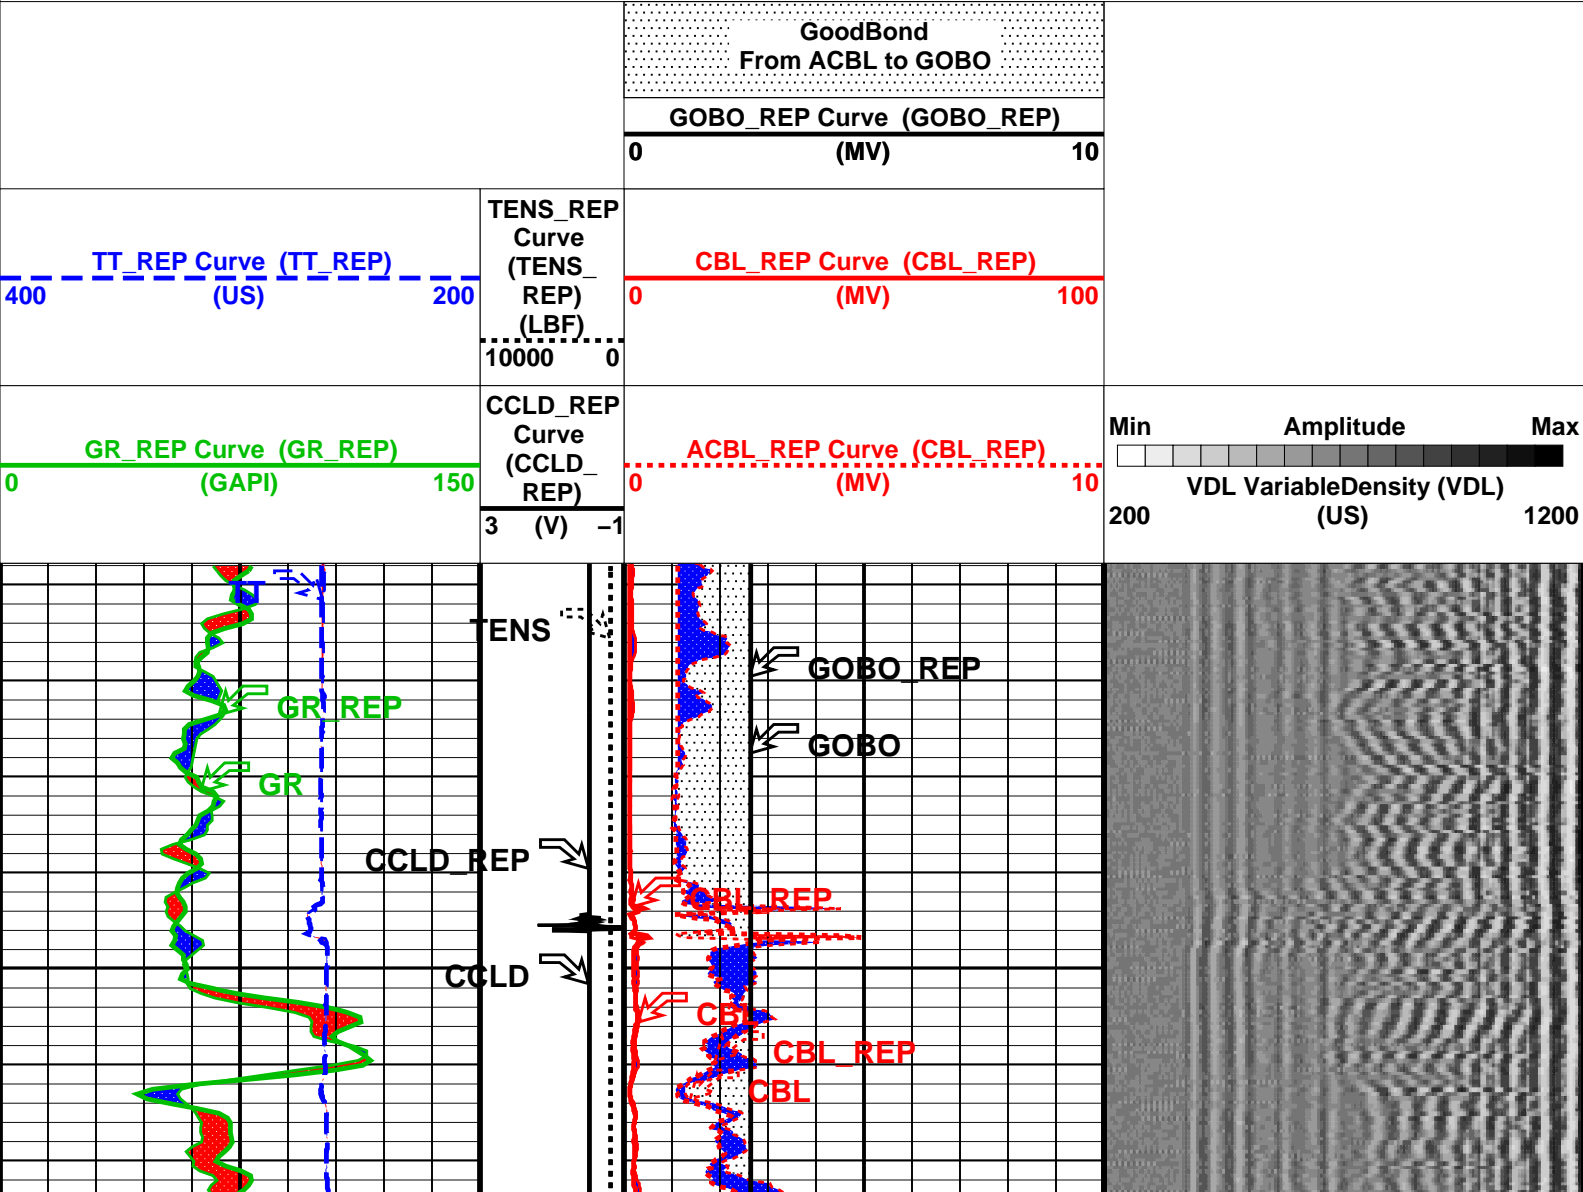 GoodBond
From ACBL to GOBO
GOBO_REP Curve (GOBO_REP)
0 (MV) 10
TT_REP Curve (TT_REP)
400 (US) 200
TENS_REP
Curve
(TENS_
REP)
(LBF)
10000 0
CBL_REP Curve (CBL_REP)
0 (MV) 100
GR_REP Curve (GR_REP)
0 (GAPI) 150
CCLD_REP
Curve
(CCLD_
REP)
3 (V) −1
ACBL_REP Curve (CBL_REP)
0 (MV) 10
Min Amplitude Max
VDL VariableDensity (VDL)
200 (US) 1200
TT
TENS
GOBO_REP
GR_REP
GOBO
GR
CCLD_REP
CBL_REP
CCLD
CBL
CBL_REP
CBL